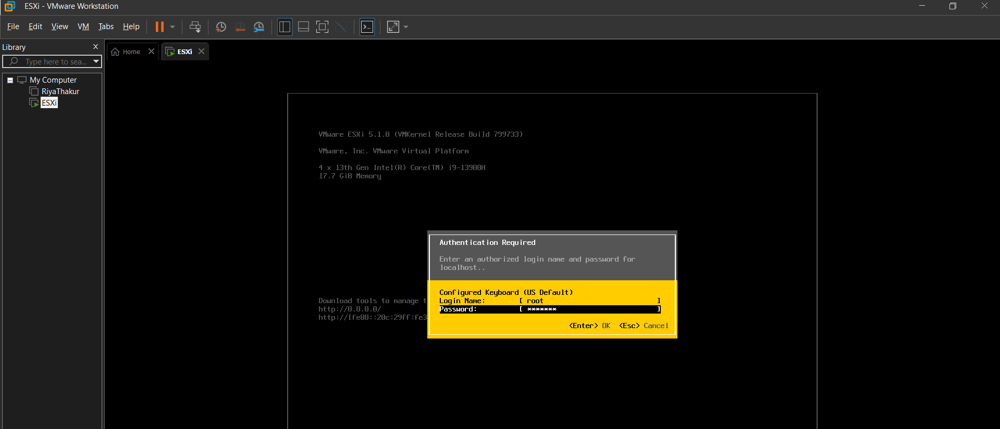 ESXi - VMware Workstation
File Edit View VM Tabs Help
Library
Home
ESXi
Type here to sea...
My Computer
RiyaThakur
ESXi
VMware ESXi 5.1.0 (VMKernel Release Build 799733)
VMware, Inc. VMware Virtual Platform
4 x 13th Gen Intel(R) Core(TM) i9-13900H
17.7 GiB Memory
Authentication Required
Enter an authorized login name and password for
localhost..
Configured Keyboard (US Default)
Login Name: [ root ]
Password: [ ******* ]
<Enter> OK <Esc> Cancel
Download tools to manage t
http://0.0.0.0/
http://[fe80::20c:29ff:fe3